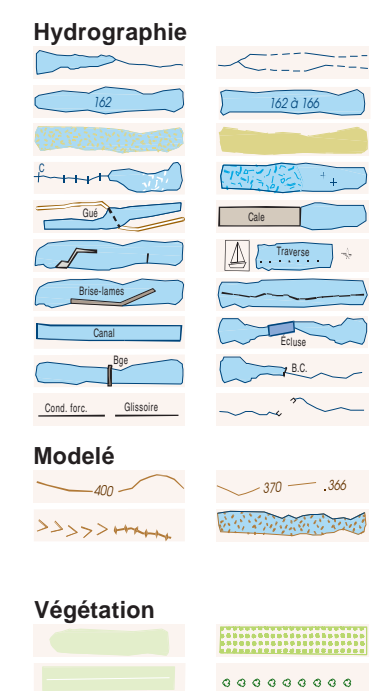 Hydrographie
162 162 à 166
C
Gué Cale
Traverse
Brise-lames
Canal Écluse
Bge B.C.
Cond. forc. Glissoire
Modelé
400 370 .366
Végétation